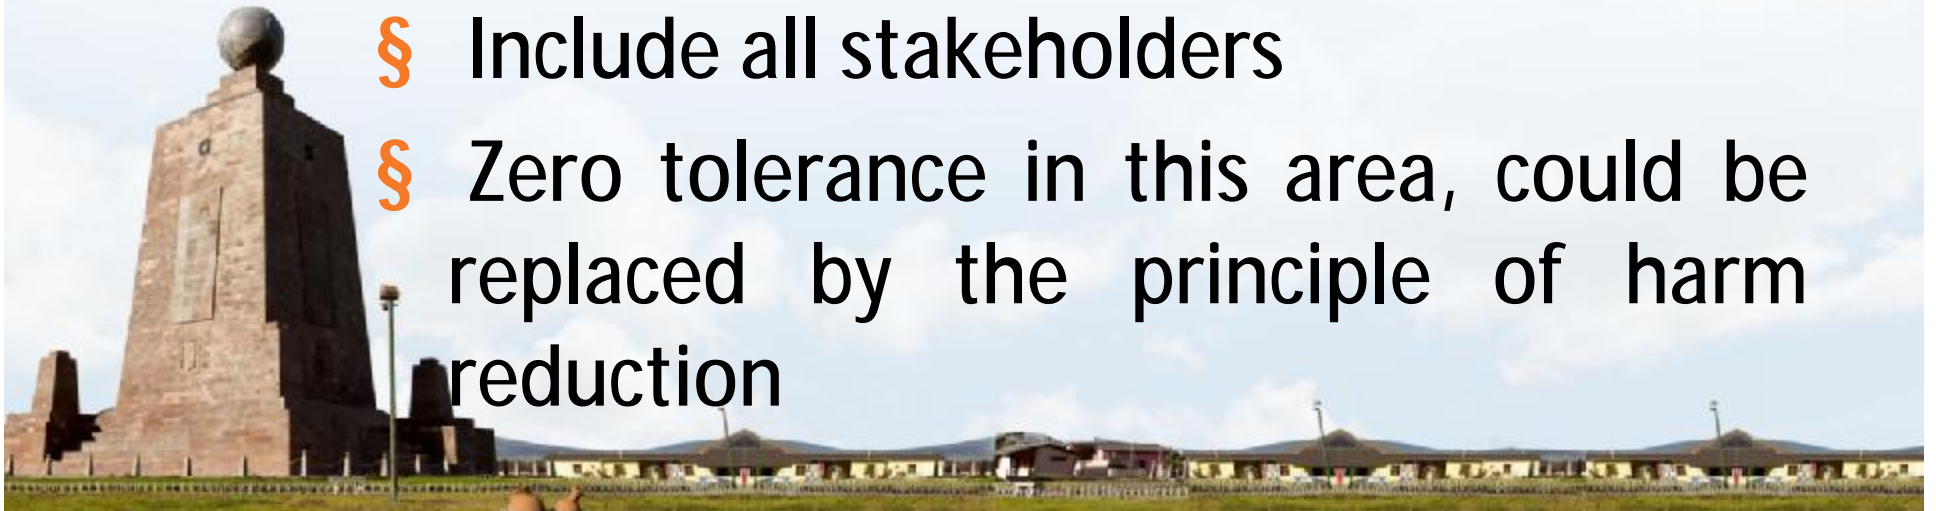 § Include all stakeholders
§ Zero tolerance in this area, could be
replaced by the principle of harm
reduction